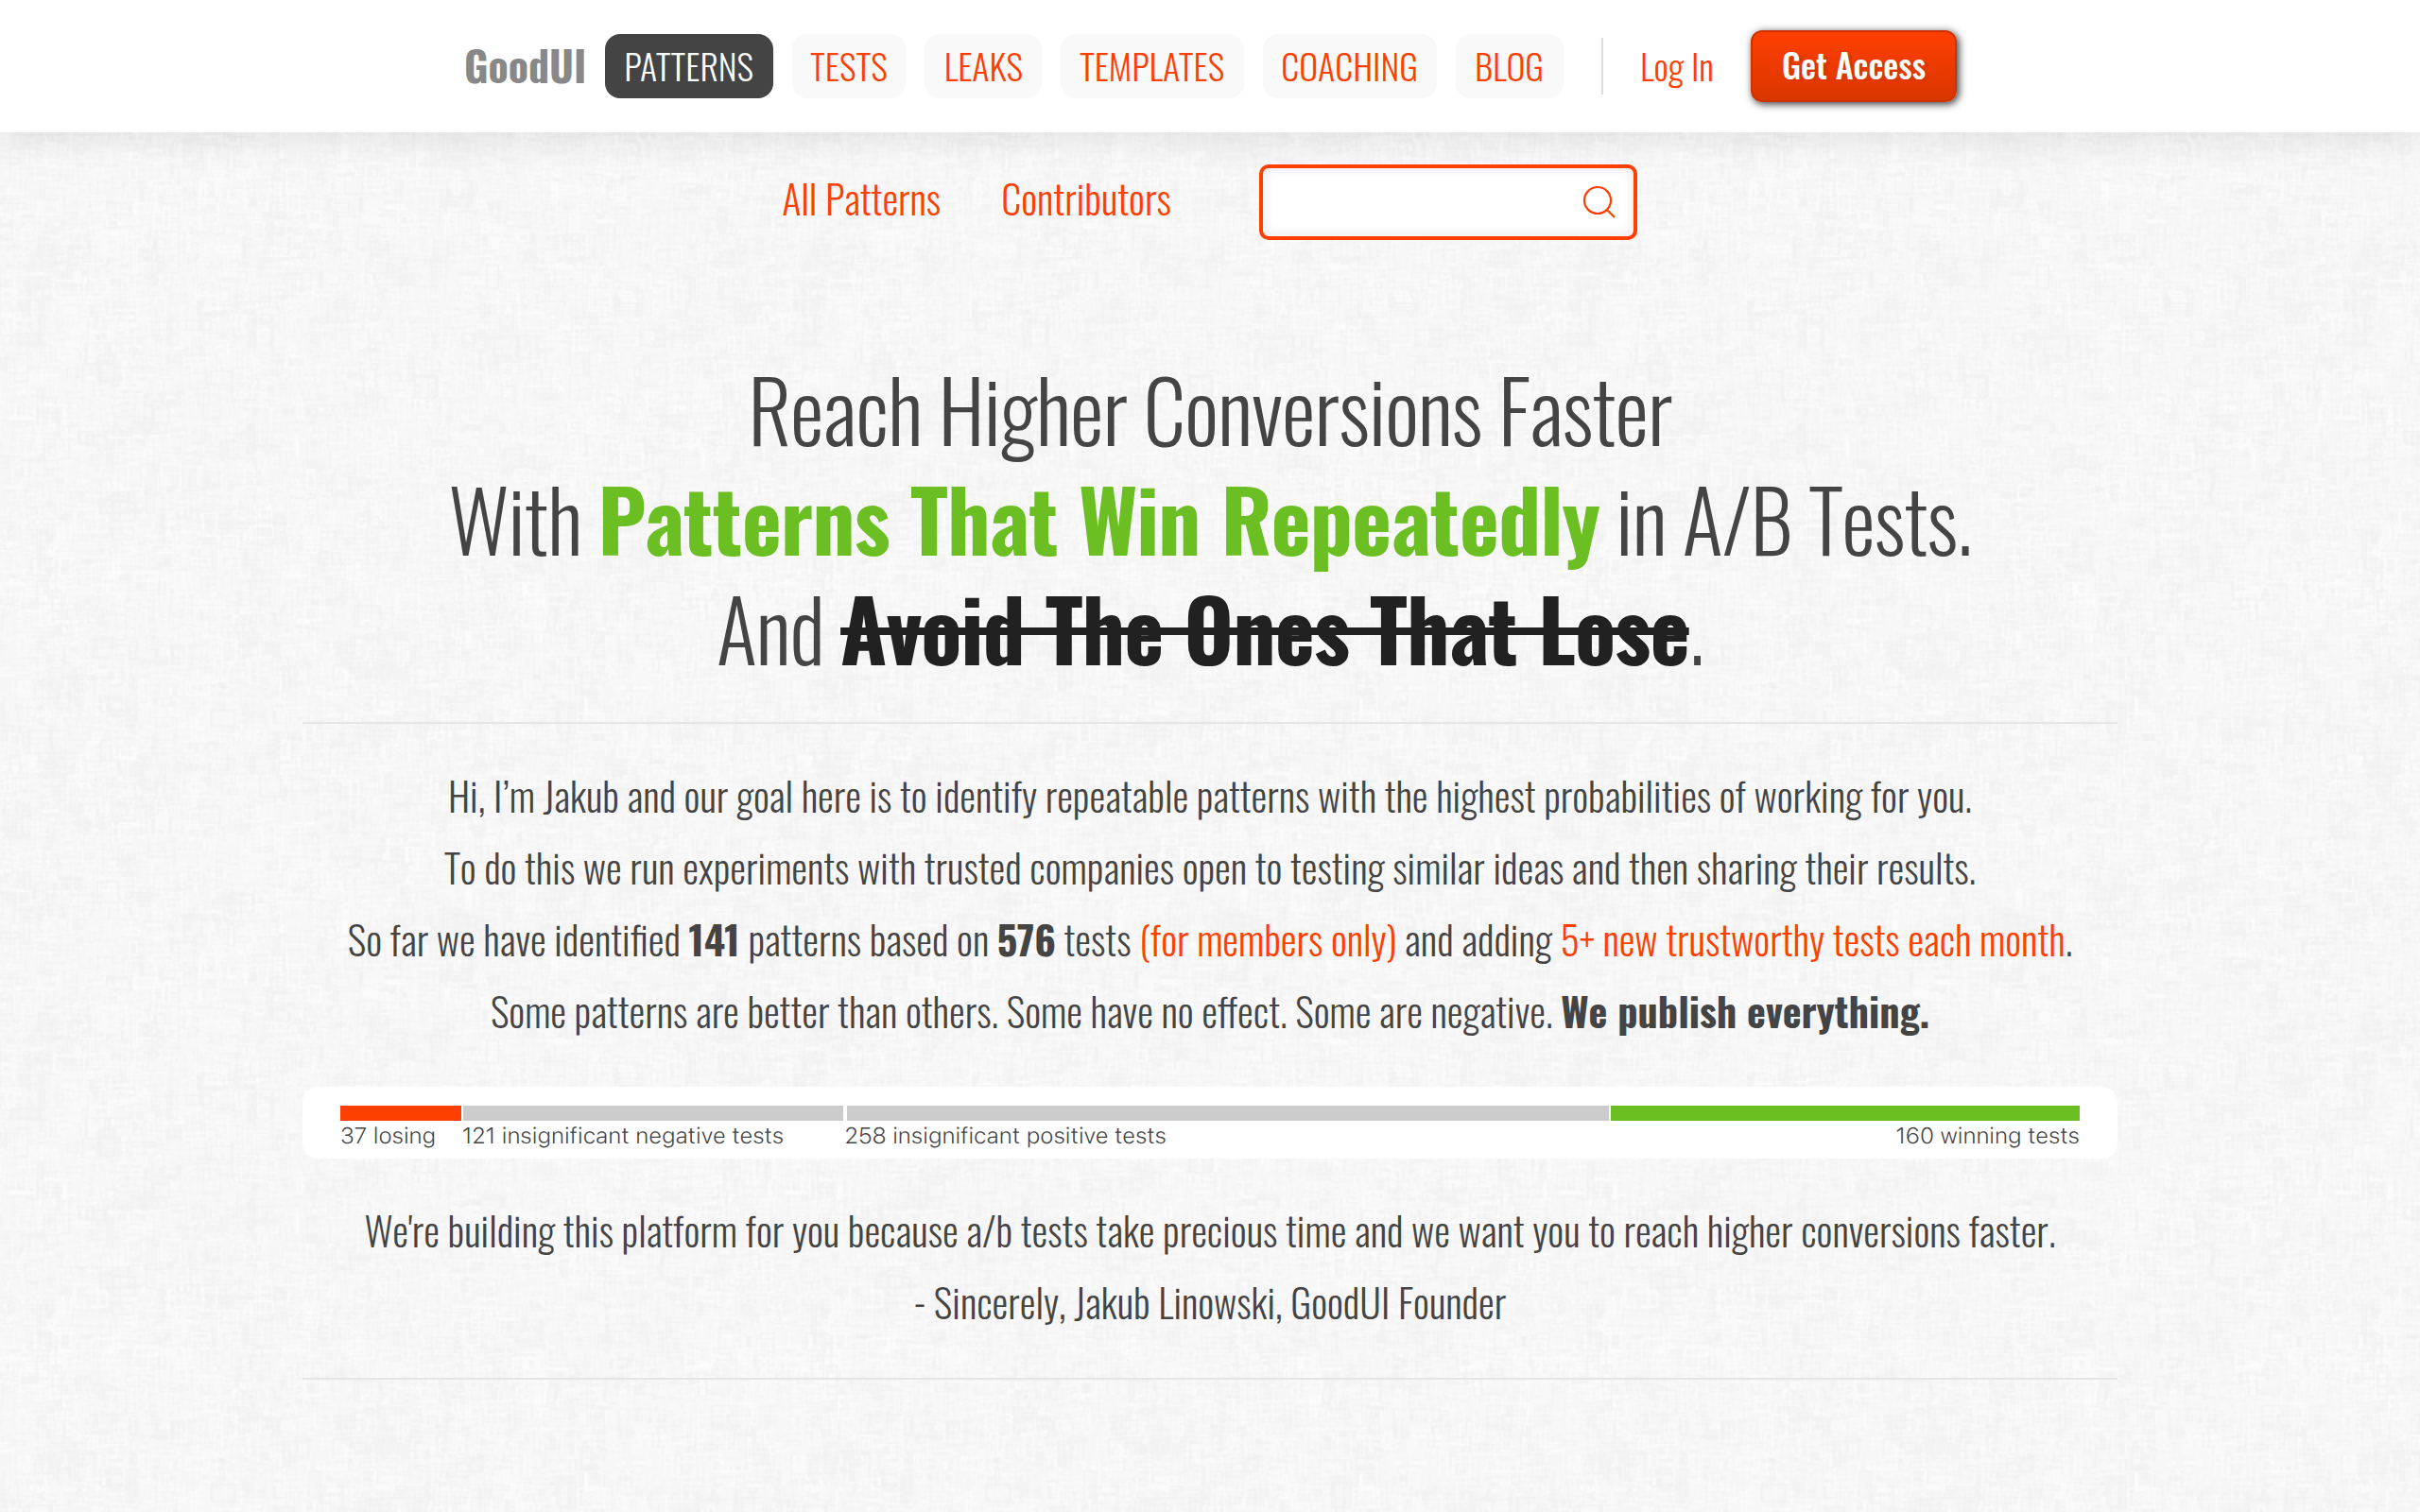 GoodUI PATTERNS TESTS LEAKS TEMPLATES COACHING BLOG Log In Get Access
All Patterns Contributors
Reach Higher Conversions Faster
With Patterns That Win Repeatedly in A/B Tests.
And Avoid The Ones That Lose.
Hi, I’m Jakub and our goal here is to identify repeatable patterns with the highest probabilities of working for you.
To do this we run experiments with trusted companies open to testing similar ideas and then sharing their results.
So far we have identified 141 patterns based on 576 tests (for members only) and adding 5+ new trustworthy tests each month.
Some patterns are better than others. Some have no effect. Some are negative. We publish everything.
37 losing 121 insignificant negative tests 258 insignificant positive tests 160 winning tests
We're building this platform for you because a/b tests take precious time and we want you to reach higher conversions faster.
- Sincerely, Jakub Linowski, GoodUI Founder